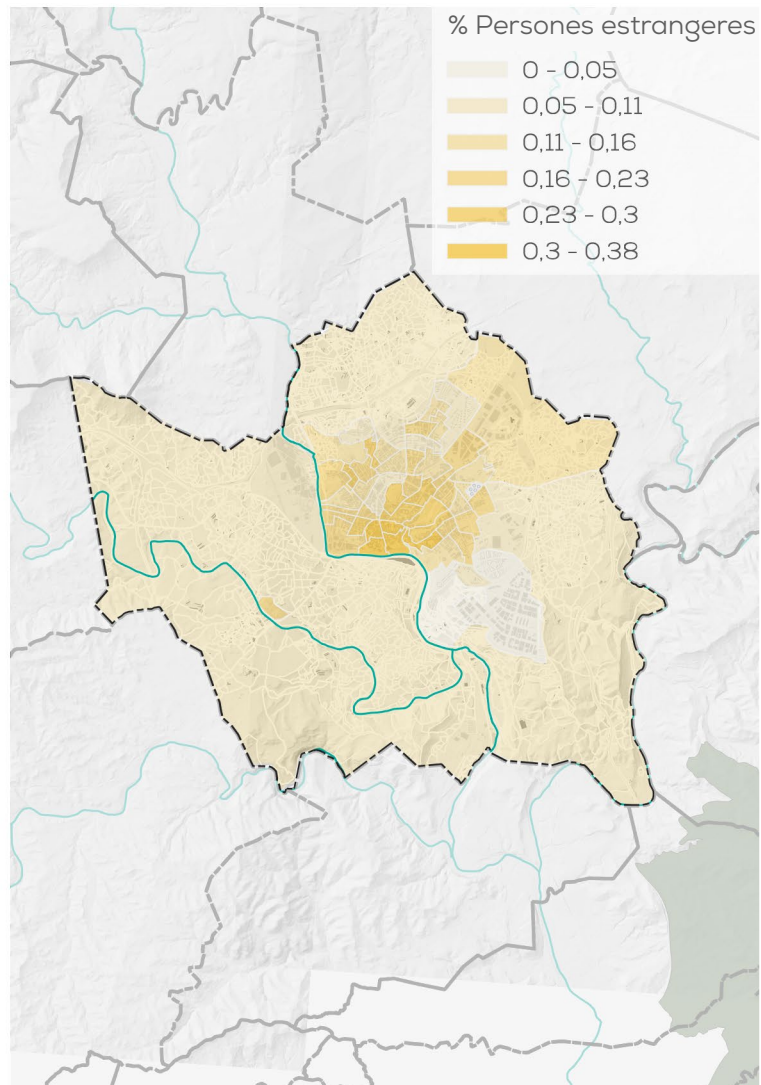 % Persones estrangeres
0 - 0,05
0,05 - 0,11
0,11 - 0,16
0,16 - 0,23
0,23 - 0,3
0,3 - 0,38